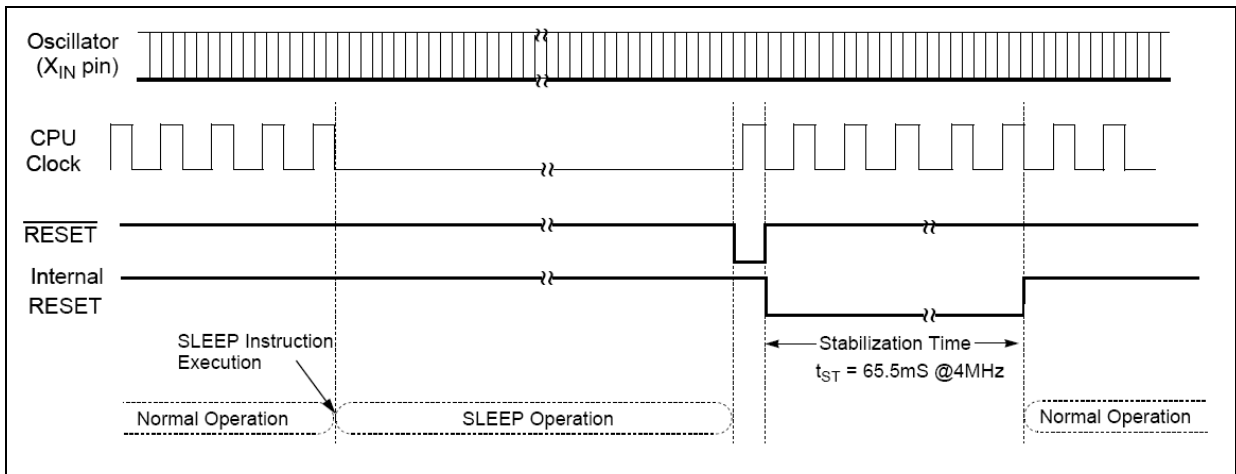 Oscillator
(XIN pin)
CPU
Clock
RESET
Internal
RESET
SLEEP Instruction
Execution
Stabilization Time
tST = 65.5mS @4MHz
Normal Operation
SLEEP Operation
Normal Operation